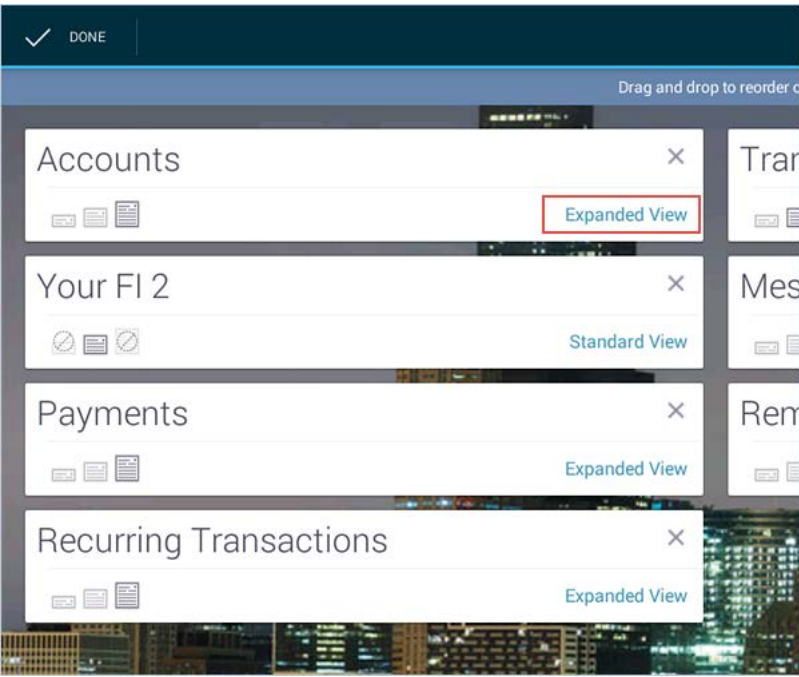 DONE
Drag and drop to reorder
Accounts
Expanded View
Your FI 2
Standard View
Payments
Expanded View
Recurring Transactions
Expanded View